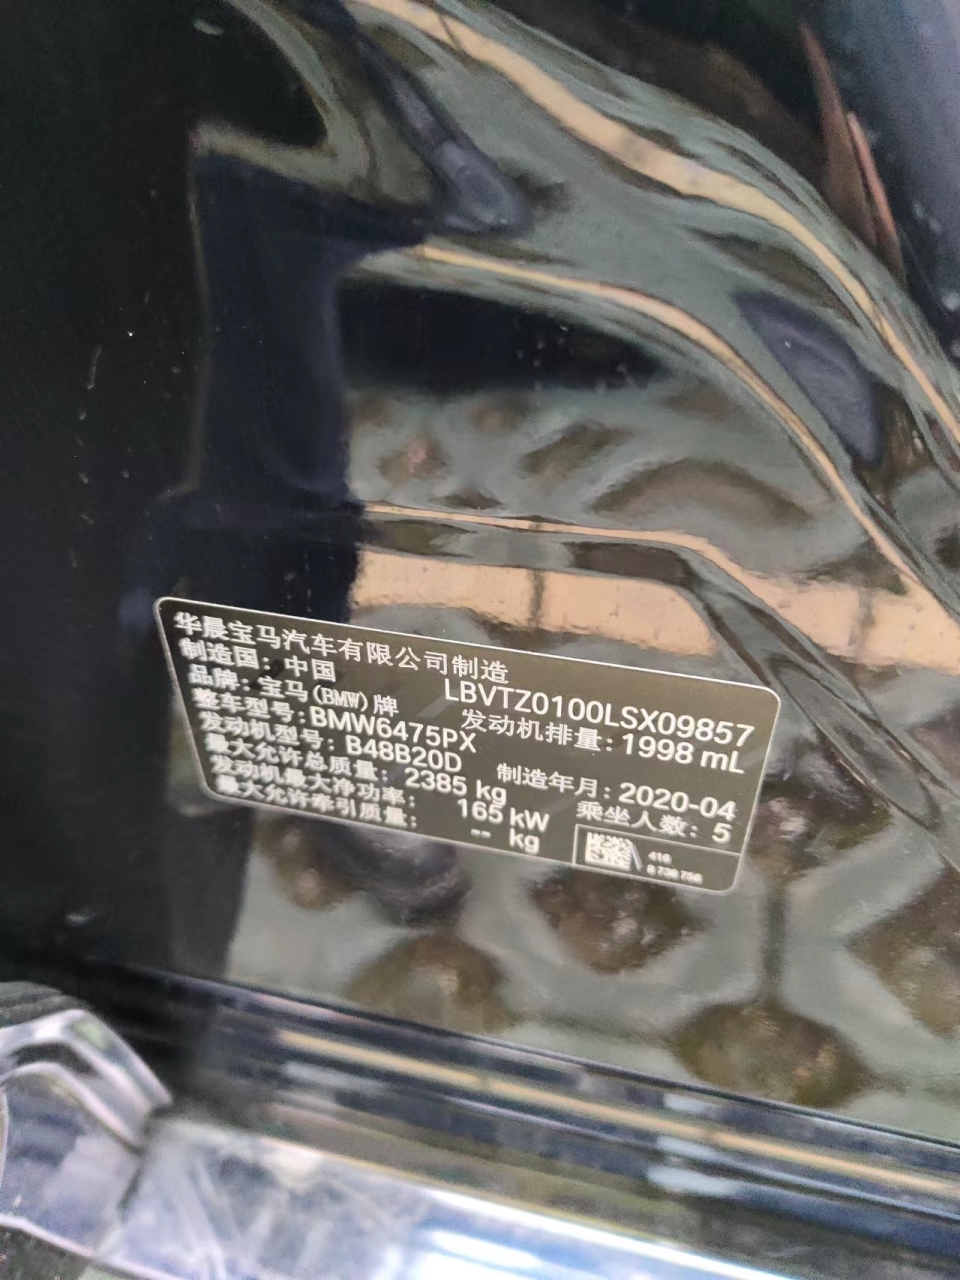 华晨宝马汽车有限公司制造
制造国：中国 LBVTZ0100LSX09857
品牌：宝马(BMW)牌 发动机排量：1998 mL
整车型号：BMW6475PX
发动机型号：B48B20D 制造年月：2020-04
最大允许总质量：2385 kg 乘坐人数：5
发动机最大净功率：165 kW
最大允许牵引质量：-- kg
416
8 738 756